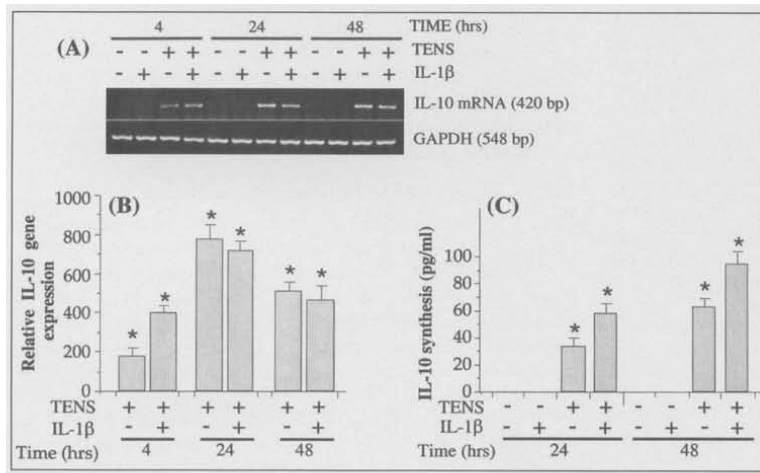 4 24 48 TIME (hrs)
(A) - - + + - - + + - - + + TENS
- + - + - + - + - + - + IL-1β
IL-10 mRNA (420 bp)
GAPDH (548 bp)
(B)
Relative IL-10 gene
expression
1000
800
600
400
200
0
* * * * * *
TENS + + + + + +
IL-1β + + +
Time (hrs) 4 24 48
(C)
IL-10 synthesis (pg/ml)
100
80
60
40
20
0
* * * *
TENS - - + + - - + +
IL-1β - + - + - + - +
Time (hrs) 24 48